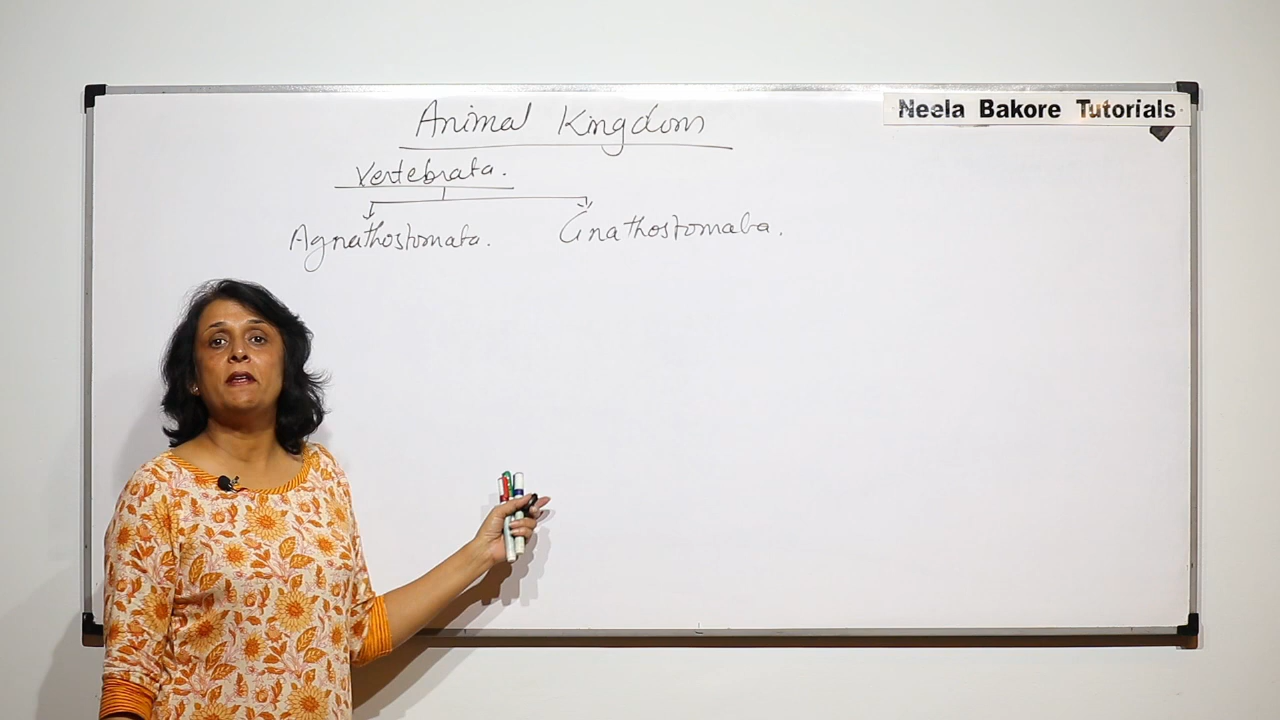 Neela Bakore Tutorials
Animal Kingdom
Vertebrata.
Agnathostomata. Gnathostomata.